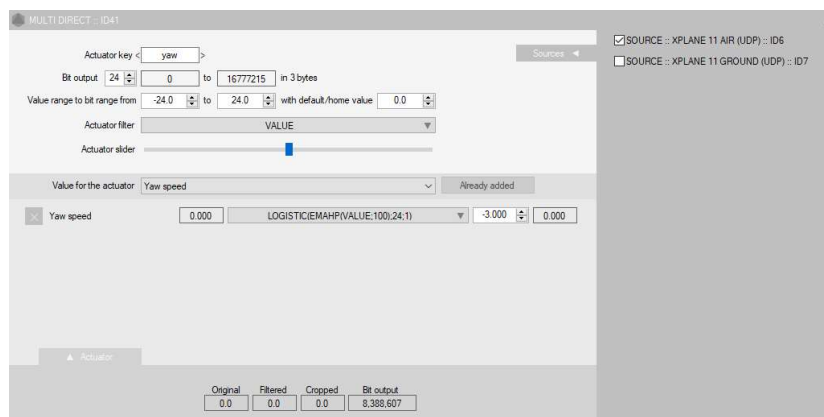 MULTI DIRECT :: ID41
Actuator key < yaw >
Sources ◄
Bit output 24 0 to 16777215 in 3 bytes
Value range to bit range from -24.0 to 24.0 with default/home value 0.0
Actuator filter VALUE
Actuator slider
Value for the actuator Yaw speed Already added
Yaw speed 0.000 LOGISTIC(EMAHP(VALUE;100);24;1) -3.000 0.000
▲ Actuator
Original Filtered Cropped Bit output
0.0 0.0 0.0 8,388,607
SOURCE :: XPLANE 11 AIR (UDP) :: ID6
SOURCE :: XPLANE 11 GROUND (UDP) :: ID7